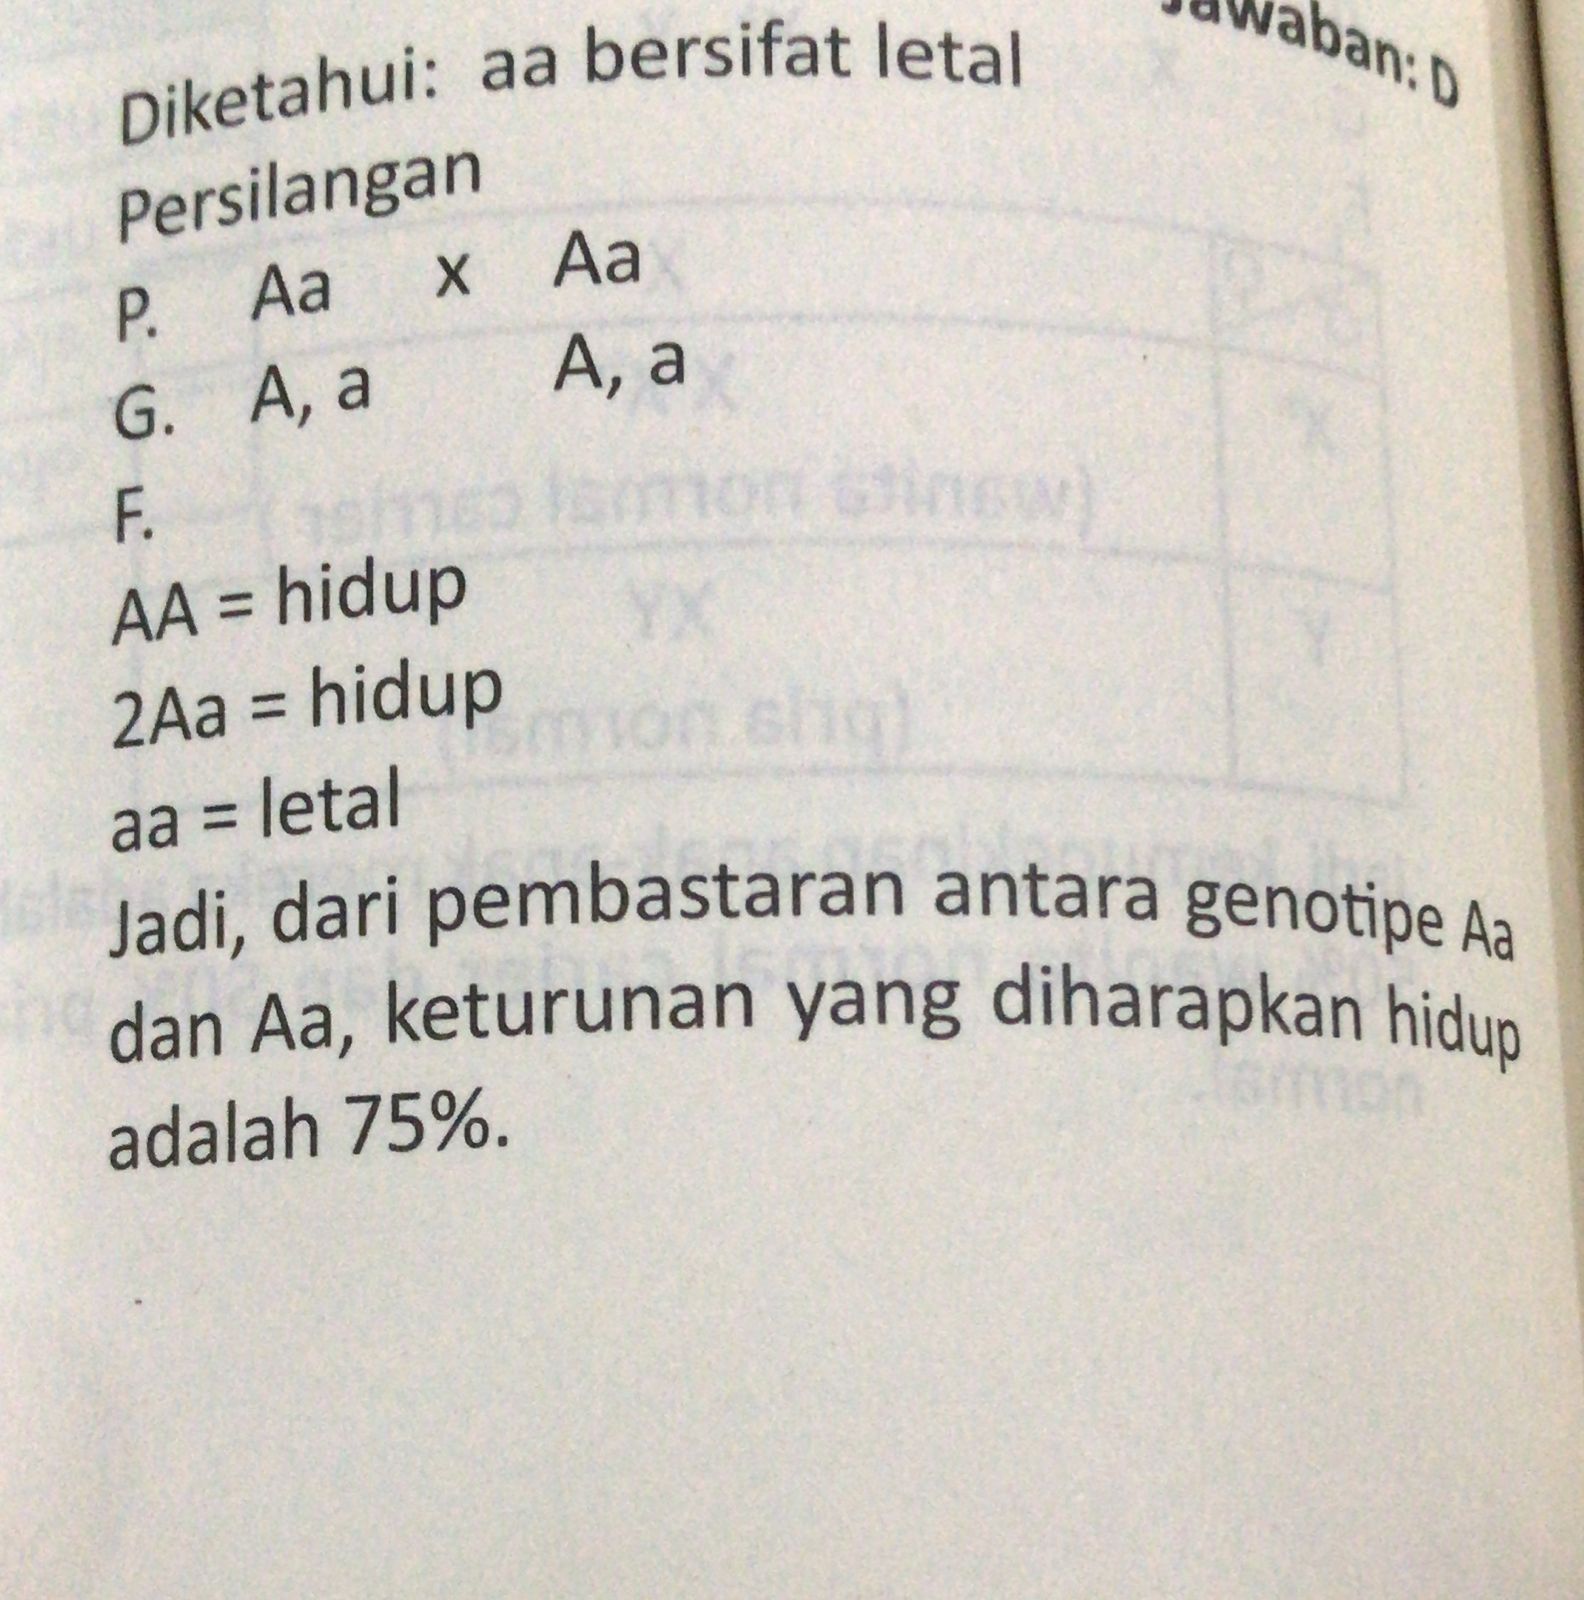 Jawaban: D
Diketahui: aa bersifat letal
Persilangan
P. Aa x Aa
G. A, a A, a
F.
AA = hidup
2Aa = hidup
aa = letal
Jadi, dari pembastaran antara genotipe Aa
dan Aa, keturunan yang diharapkan hidup
adalah 75%.